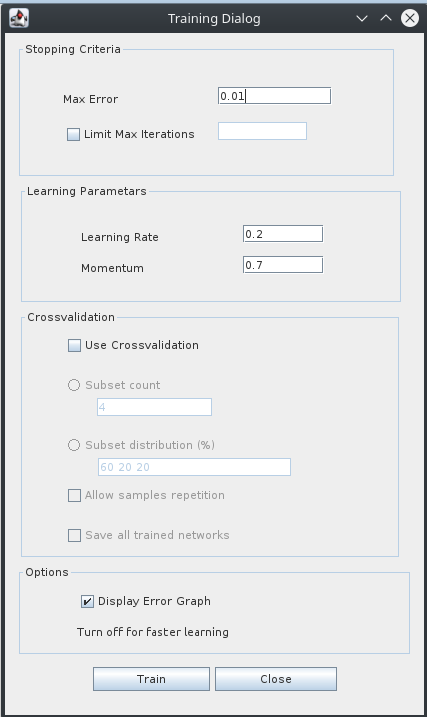 Training Dialog
Stopping Criteria
Max Error 0.01
Limit Max Iterations
Learning Parametars
Learning Rate 0.2
Momentum 0.7
Crossvalidation
Use Crossvalidation
Subset count
4
Subset distribution (%)
60 20 20
Allow samples repetition
Save all trained networks
Options
Display Error Graph
Turn off for faster learning
Train Close